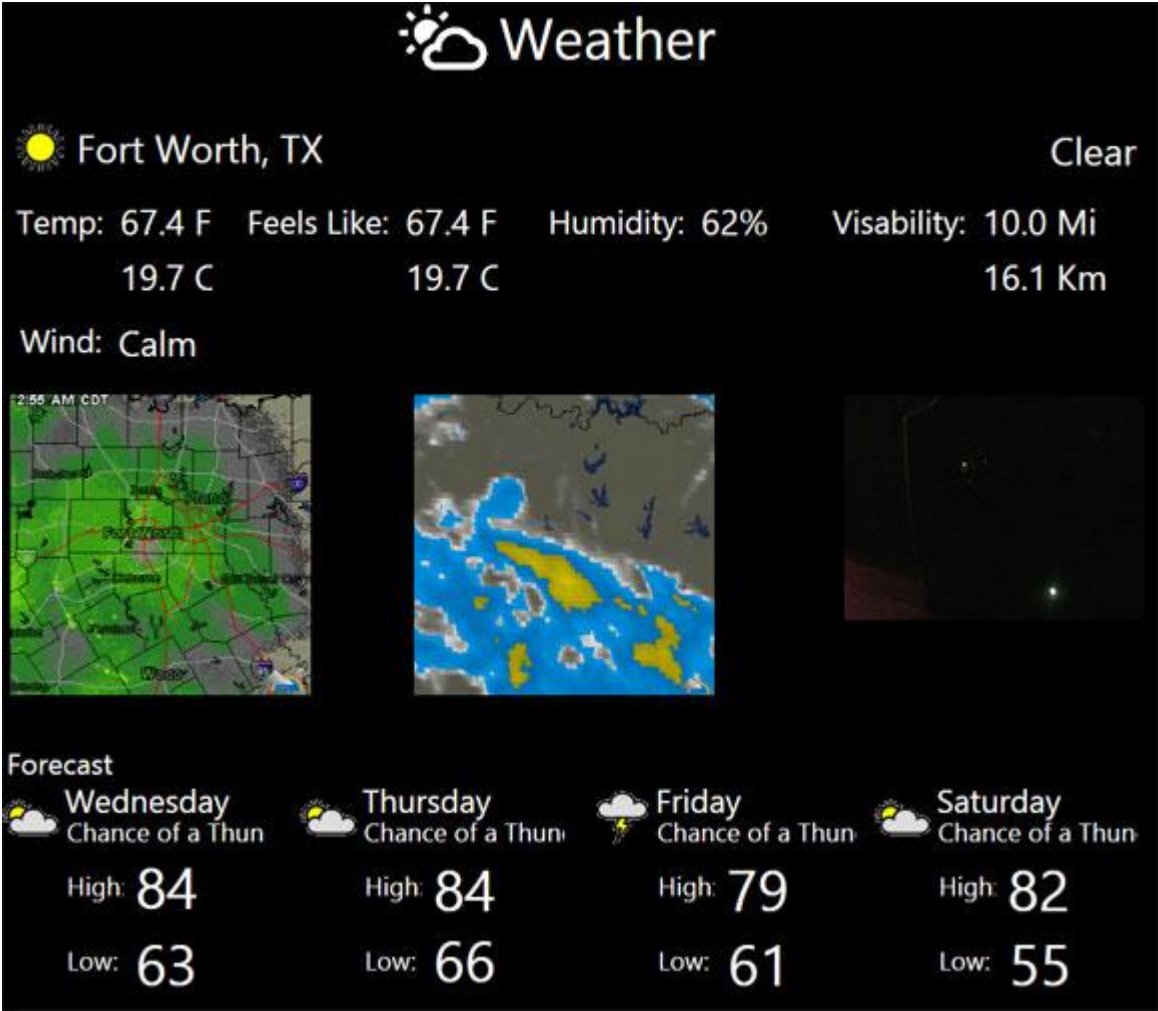 Weather
Fort Worth, TX
Clear
Temp: 67.4 F Feels Like: 67.4 F Humidity: 62% Visability: 10.0 Mi
19.7 C 19.7 C 16.1 Km
Wind: Calm
2:55 AM CDT
Fort Worth
Waco
Forecast
Wednesday Thursday Friday Saturday
Chance of a Thun Chance of a Thun Chance of a Thun Chance of a Thun
High: 84 High: 84 High: 79 High: 82
Low: 63 Low: 66 Low: 61 Low: 55